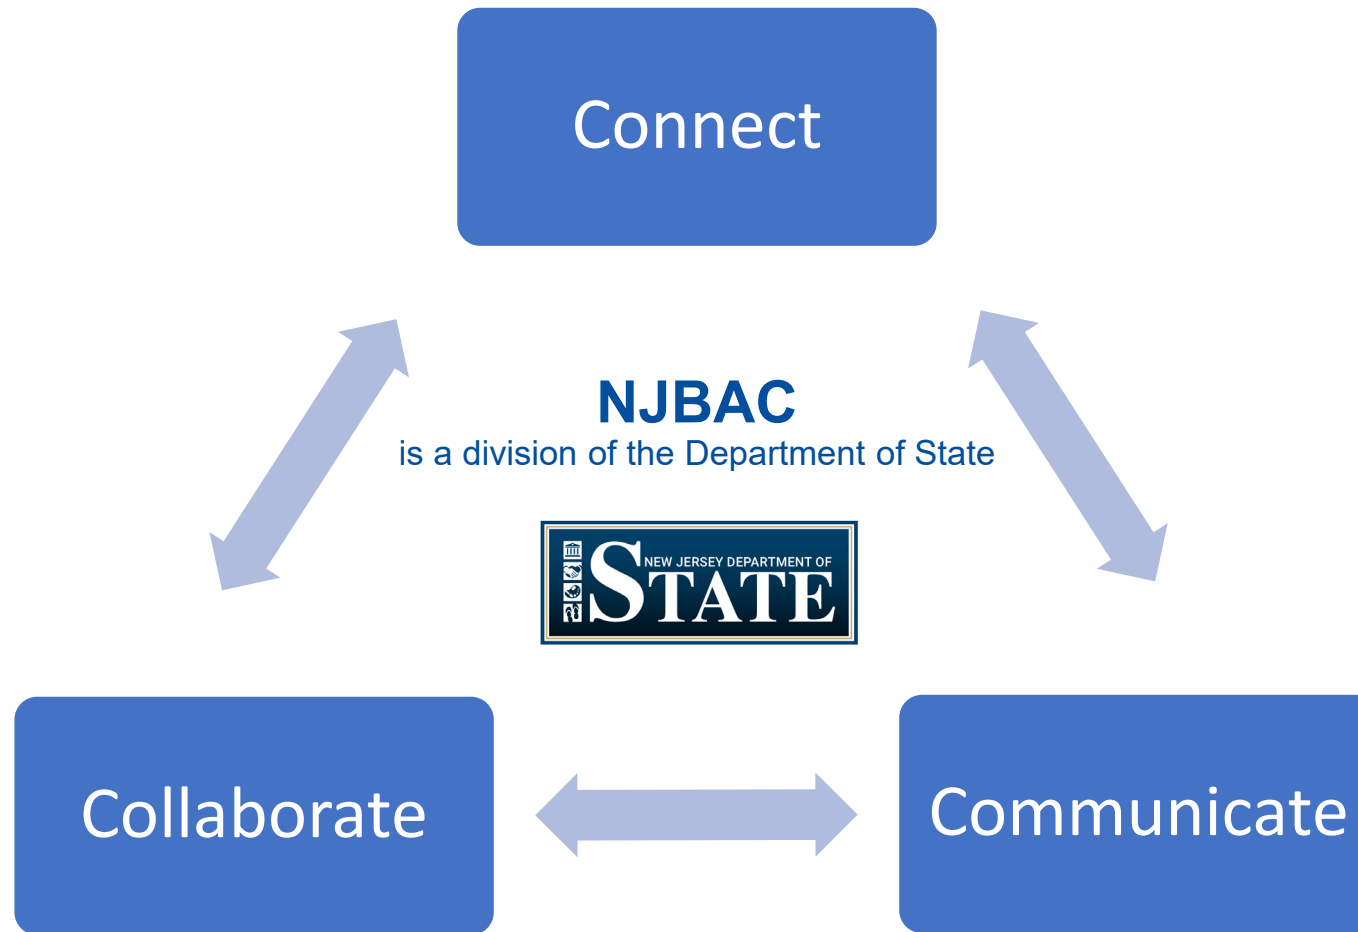 Connect
NJBAC
is a division of the Department of State
NEW JERSEY DEPARTMENT OF
STATE
Collaborate
Communicate